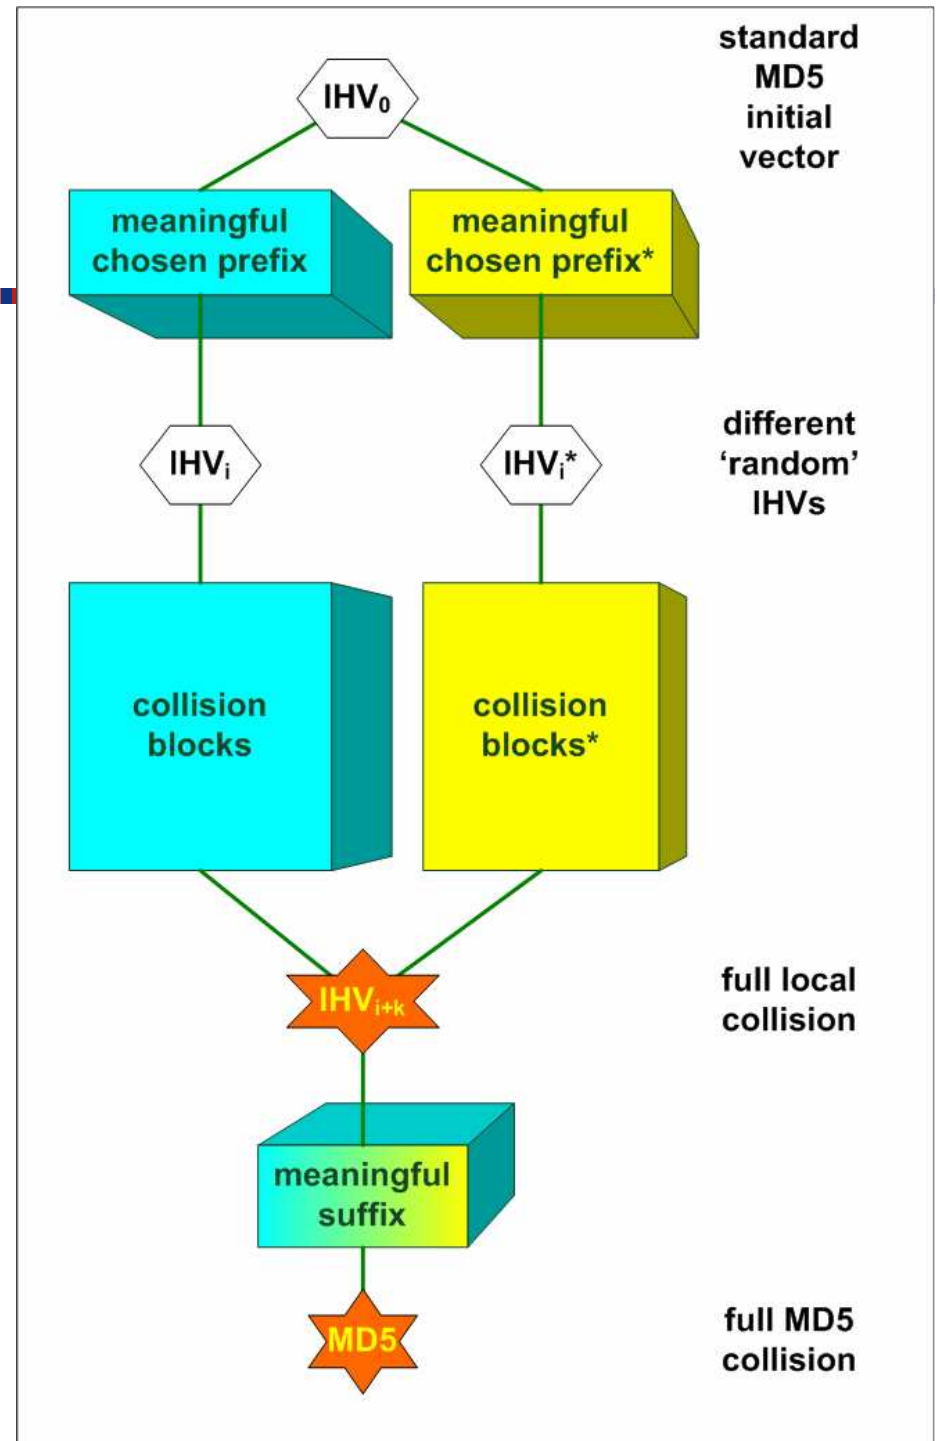 standard
MD5
initial
vector
IHV₀
meaningful
chosen prefix
meaningful
chosen prefix*
different
‘random’
IHVs
IHVᵢ
IHVᵢ*
collision
blocks
collision
blocks*
full local
collision
IHVᵢ₊ₖ
meaningful
suffix
full MD5
collision
MD5